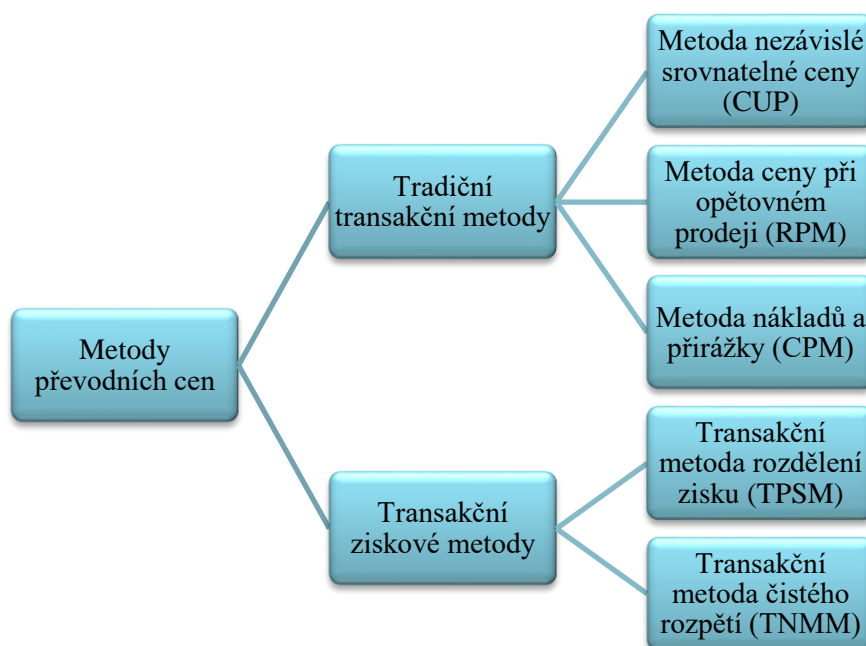 Metody
převodních cen
Tradiční
transakční metody
Metoda nezávislé
srovnatelné ceny
(CUP)
Metoda ceny při
opětovném
prodeji (RPM)
Metoda nákladů a
přirážky (CPM)
Transakční
ziskové metody
Transakční
metoda rozdělení
zisku (TPSM)
Transakční
metoda čistého
rozpětí (TNMM)